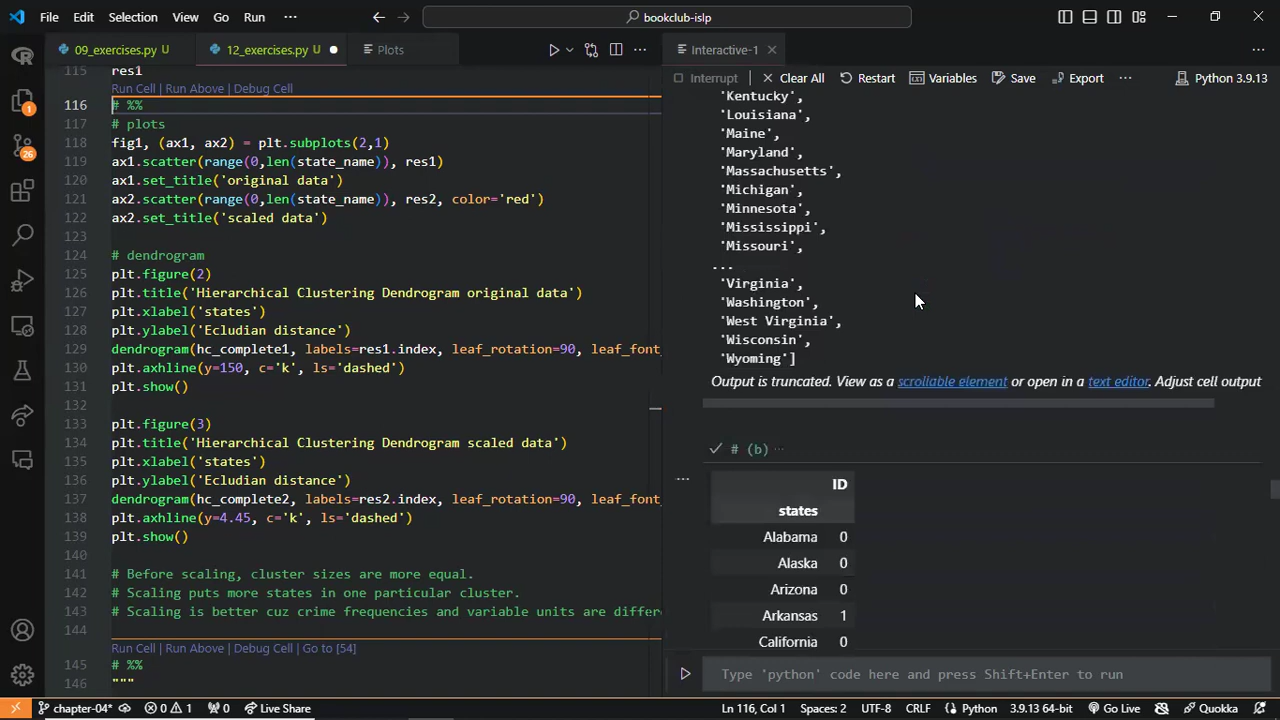 File Edit Selection View Go Run ··· bookclub-islp
09_exercises.py U 12_exercises.py U Plots Interactive-1
Interrupt Clear All Restart Variables Save Export ··· Python 3.9.13
115 res1
Run Cell | Run Above | Debug Cell
116 # %%
117 # plots
118 fig1, (ax1, ax2) = plt.subplots(2,1)
119 ax1.scatter(range(0,len(state_name)), res1)
120 ax1.set_title('original data')
121 ax2.scatter(range(0,len(state_name)), res2, color='red')
122 ax2.set_title('scaled data')
123
124 # dendrogram
125 plt.figure(2)
126 plt.title('Hierarchical Clustering Dendrogram original data')
127 plt.xlabel('states')
128 plt.ylabel('Ecludian distance')
129 dendrogram(hc_complete1, labels=res1.index, leaf_rotation=90, leaf_font_
130 plt.axhline(y=150, c='k', ls='dashed')
131 plt.show()
132
133 plt.figure(3)
134 plt.title('Hierarchical Clustering Dendrogram scaled data')
135 plt.xlabel('states')
136 plt.ylabel('Ecludian distance')
137 dendrogram(hc_complete2, labels=res2.index, leaf_rotation=90, leaf_font_
138 plt.axhline(y=4.45, c='k', ls='dashed')
139 plt.show()
140
141 # Before scaling, cluster sizes are more equal.
142 # Scaling puts more states in one particular cluster.
143 # Scaling is better cuz crime frequencies and variable units are differe
144
Run Cell | Run Above | Debug Cell | Go to [54]
145 # %%
146 """
'Kentucky',
'Louisiana',
'Maine',
'Maryland',
'Massachusetts',
'Michigan',
'Minnesota',
'Mississippi',
'Missouri',
...
'Virginia',
'Washington',
'West Virginia',
'Wisconsin',
'Wyoming']
Output is truncated. View as a scrollable element or open in a text editor. Adjust cell output
# (b) ···
ID
states
Alabama 0
Alaska 0
Arizona 0
Arkansas 1
California 0
Type 'python' code here and press Shift+Enter to run
1
26
chapter-04* 0 1 0 Live Share Ln 116, Col 1 Spaces: 2 UTF-8 CRLF Python 3.9.13 64-bit Go Live Quokka